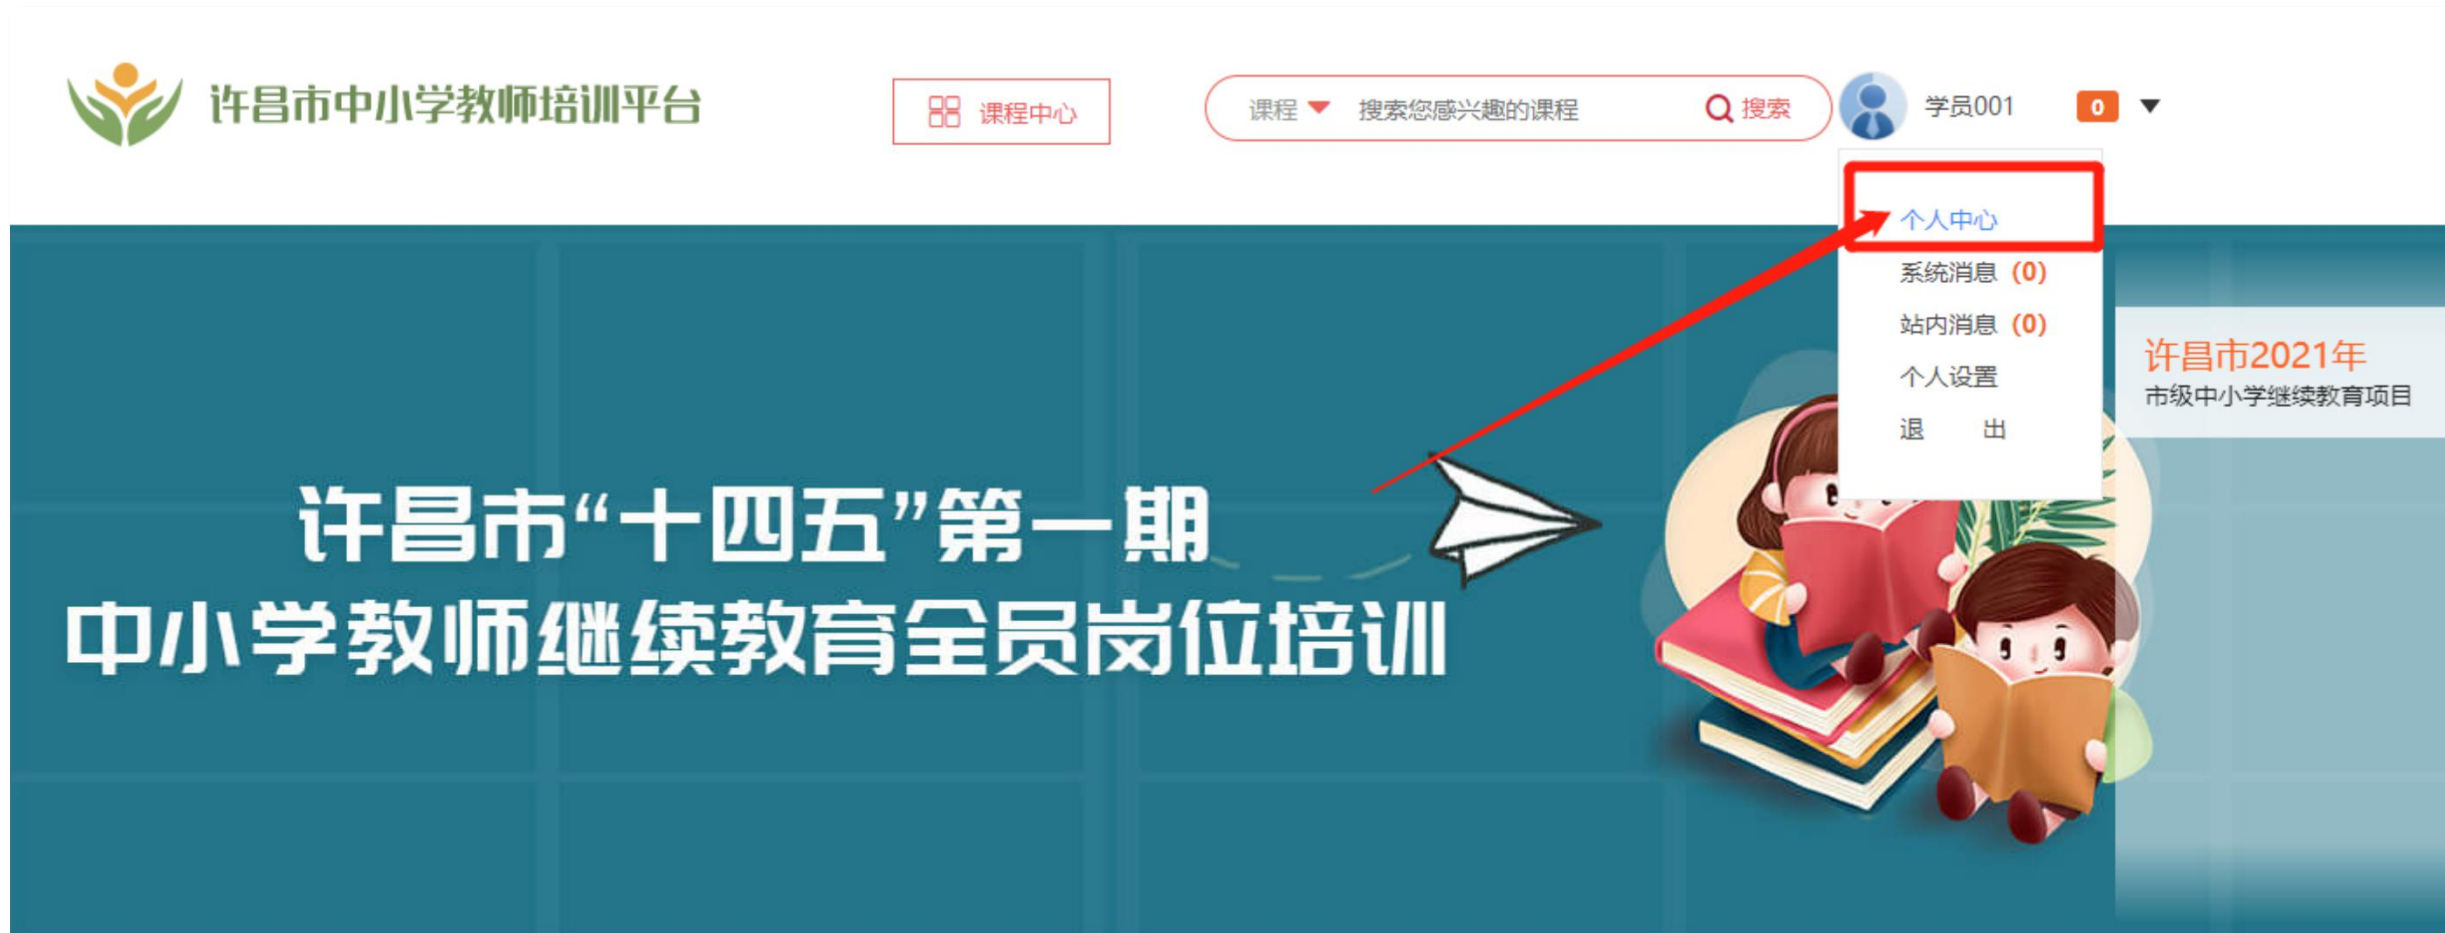 许昌市中小学教师培训平台
课程中心
课程 搜索您感兴趣的课程 搜索
学员001 0
个人中心
系统消息 (0)
站内消息 (0)
个人设置
退 出
许昌市2021年
市级中小学继续教育项目
许昌市“十四五”第一期
中小学教师继续教育全员岗位培训